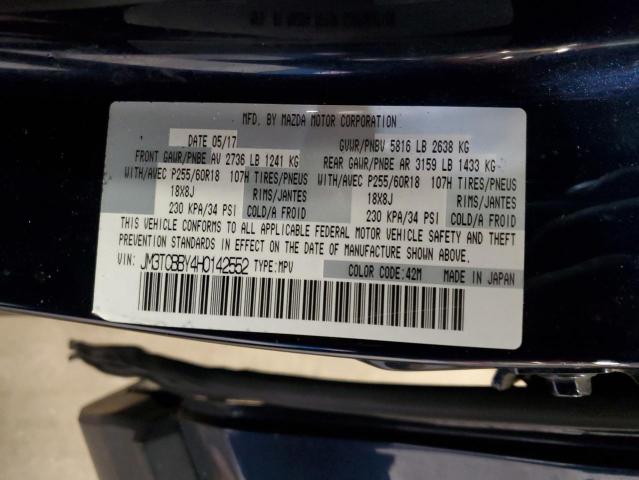 MFD. BY MAZDA MOTOR CORPORATION
DATE 05/17 GVWR/PNBV 5816 LB 2638 KG
FRONT GAWR/PNBE AV 2736 LB 1241 KG REAR GAWR/PNBE AR 3159 LB 1433 KG
WITH/AVEC P255/60R18 107H TIRES/PNEUS WITH/AVEC P255/60R18 107H TIRES/PNEUS
18X8J RIMS/JANTES 18X8J RIMS/JANTES
230 KPA/34 PSI COLD/A FROID 230 KPA/34 PSI COLD/A FROID
THIS VEHICLE CONFORMS TO ALL APPLICABLE FEDERAL MOTOR VEHICLE SAFETY AND THEFT
PREVENTION STANDARDS IN EFFECT ON THE DATE OF MANUFACTURE SHOWN ABOVE.
VIN: JM3TCBBY4H0142552 TYPE: MPV COLOR CODE: 42M MADE IN JAPAN